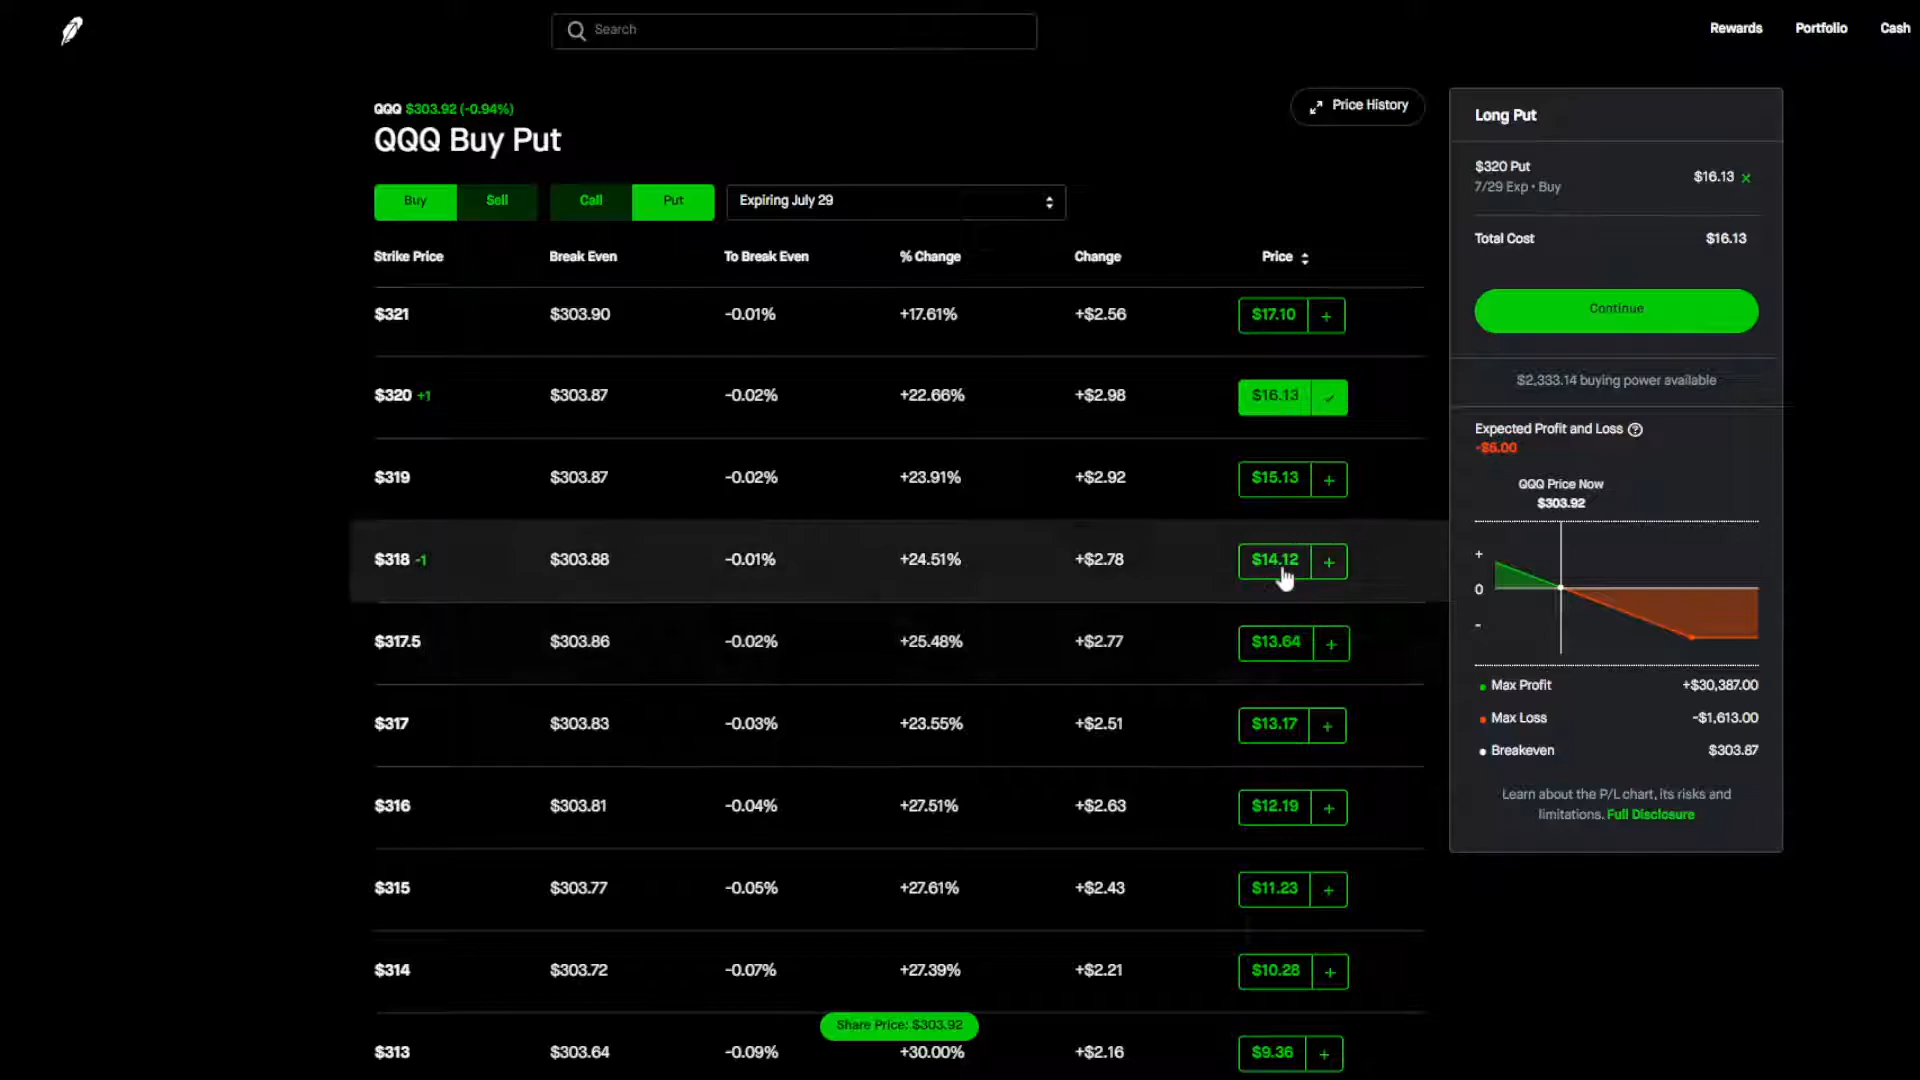 Search
Rewards
Portfolio
Cash
QQQ $303.92 (-0.94%)
QQQ Buy Put
Price History
Buy
Sell
Call
Put
Expiring July 29
Strike Price
Break Even
To Break Even
% Change
Change
Price
$321 $303.90 -0.01% +17.61% +$2.56 $17.10 +
$320 +1 $303.87 -0.02% +22.66% +$2.98 $16.13
$319 $303.87 -0.02% +23.91% +$2.92 $15.13 +
$318 -1 $303.88 -0.01% +24.51% +$2.78 $14.12 +
$317.5 $303.86 -0.02% +25.48% +$2.77 $13.64 +
$317 $303.83 -0.03% +23.55% +$2.51 $13.17 +
$316 $303.81 -0.04% +27.51% +$2.63 $12.19 +
$315 $303.77 -0.05% +27.61% +$2.43 $11.23 +
$314 $303.72 -0.07% +27.39% +$2.21 $10.28 +
Share Price: $303.92
$313 $303.64 -0.09% +30.00% +$2.16 $9.36 +
Long Put
$320 Put
7/29 Exp • Buy
$16.13 ×
Total Cost $16.13
Continue
$2,333.14 buying power available
Expected Profit and Loss ?
-$5.00
QQQ Price Now
$303.92
+
0
-
Max Profit +$30,387.00
Max Loss -$1,613.00
Breakeven $303.87
Learn about the P/L chart, its risks and
limitations. Full Disclosure